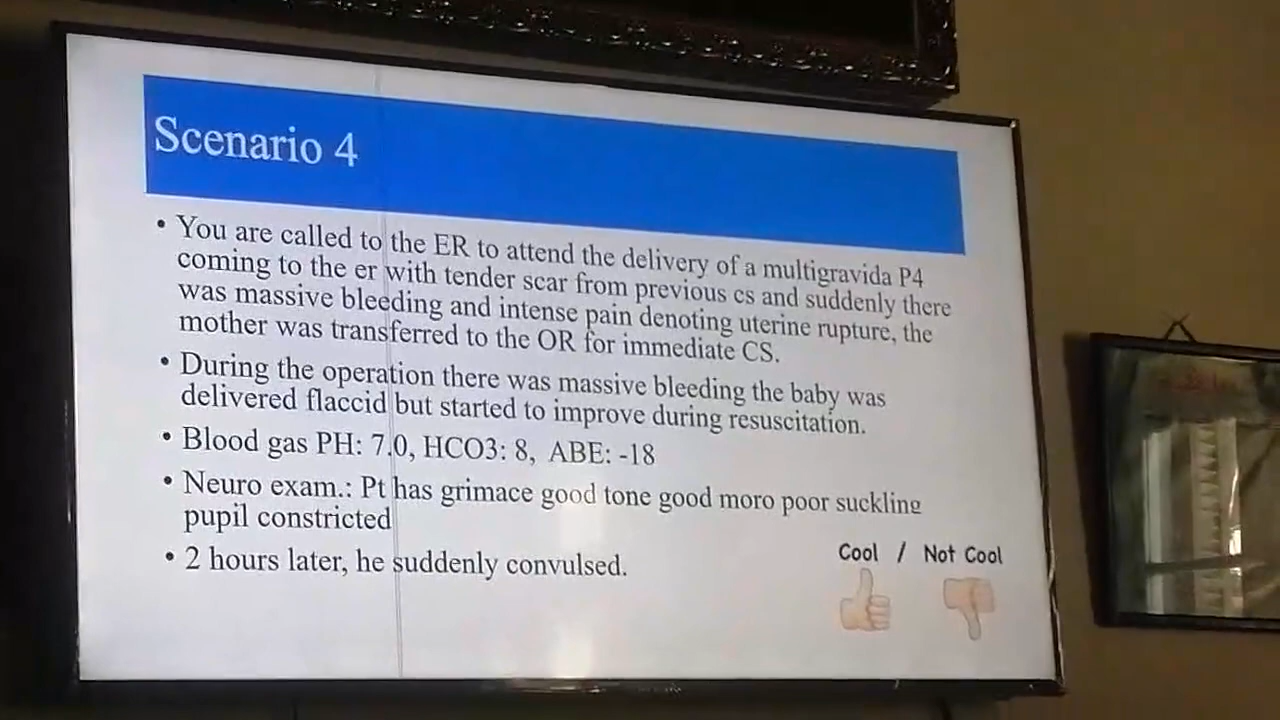 Scenario 4
• You are called to the ER to attend the delivery of a multigravida P4
coming to the er with tender scar from previous cs and suddenly there
was massive bleeding and intense pain denoting uterine rupture, the
mother was transferred to the OR for immediate CS.
• During the operation there was massive bleeding the baby was
delivered flaccid but started to improve during resuscitation.
• Blood gas PH: 7.0, HCO3: 8, ABE: -18
• Neuro exam.: Pt has grimace good tone good moro poor suckling
pupil constricted
• 2 hours later, he suddenly convulsed.
Cool / Not Cool